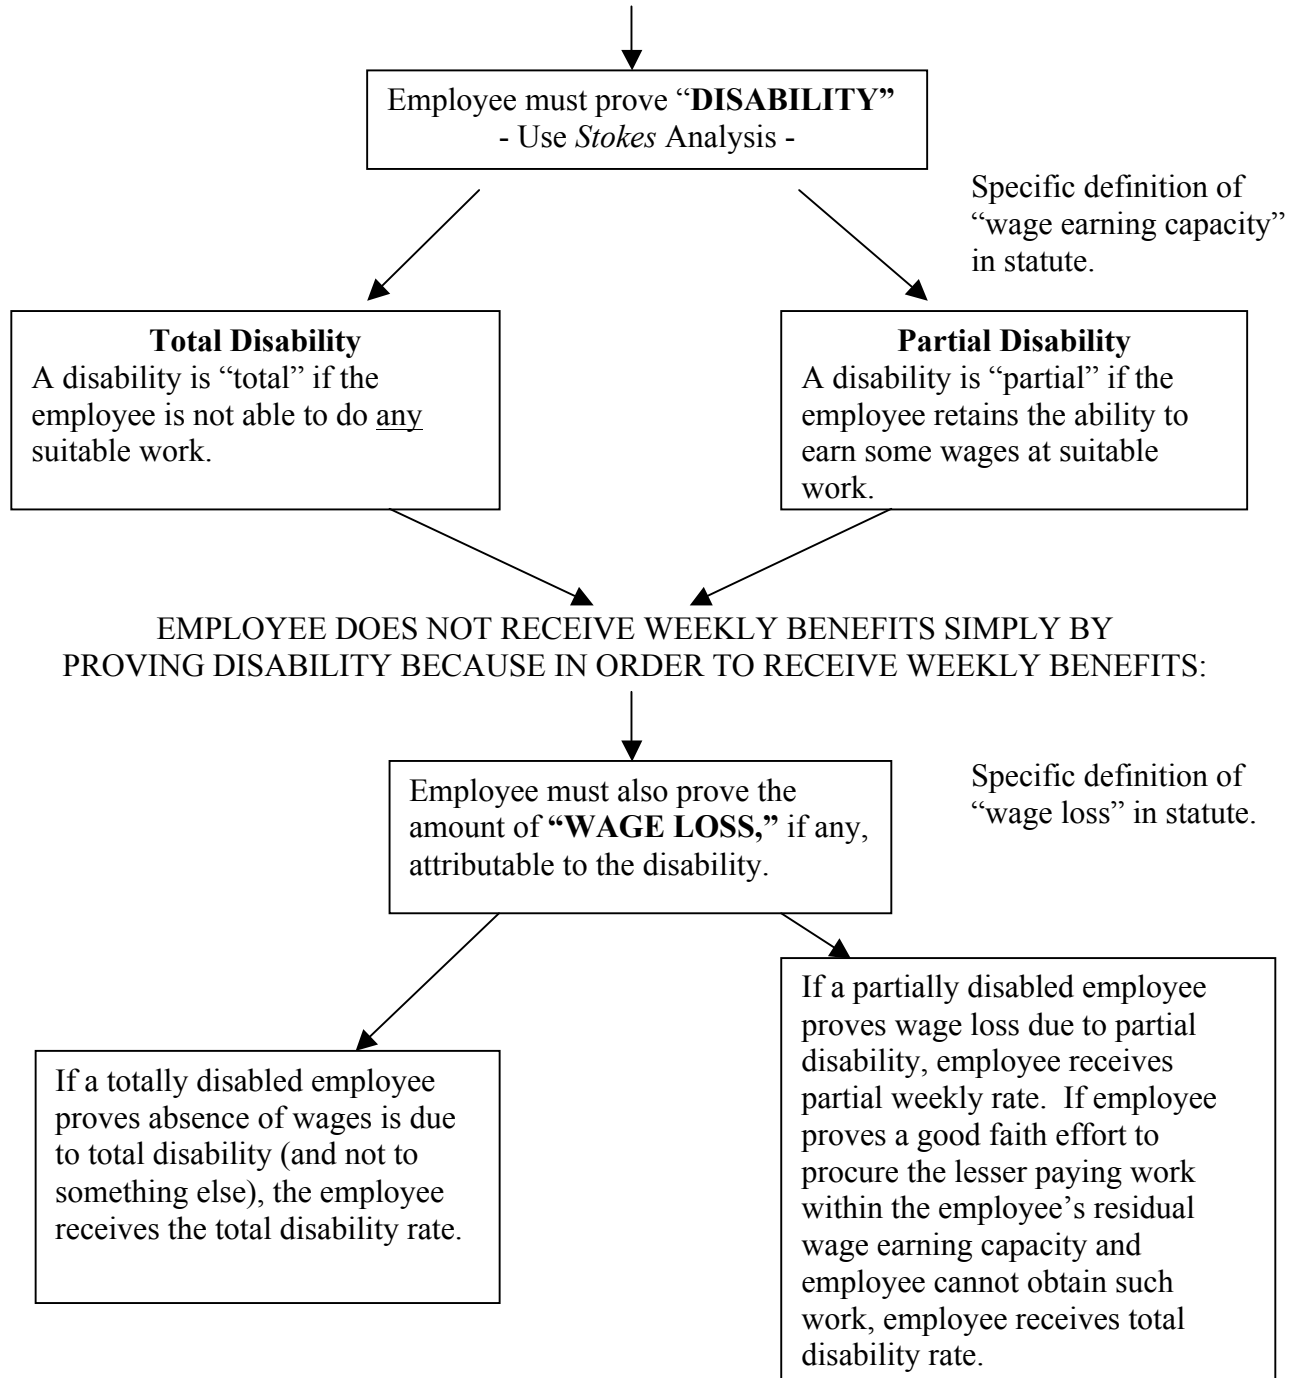 Employee must prove “DISABILITY”
- Use Stokes Analysis -
Specific definition of
“wage earning capacity”
in statute.
Total Disability
A disability is “total” if the
employee is not able to do any
suitable work.
Partial Disability
A disability is “partial” if the
employee retains the ability to
earn some wages at suitable
work.
EMPLOYEE DOES NOT RECEIVE WEEKLY BENEFITS SIMPLY BY
PROVING DISABILITY BECAUSE IN ORDER TO RECEIVE WEEKLY BENEFITS:
Employee must also prove the
amount of “WAGE LOSS,” if any,
attributable to the disability.
Specific definition of
“wage loss” in statute.
If a totally disabled employee
proves absence of wages is due
to total disability (and not to
something else), the employee
receives the total disability rate.
If a partially disabled employee
proves wage loss due to partial
disability, employee receives
partial weekly rate.  If employee
proves a good faith effort to
procure the lesser paying work
within the employee’s residual
wage earning capacity and
employee cannot obtain such
work, employee receives total
disability rate.